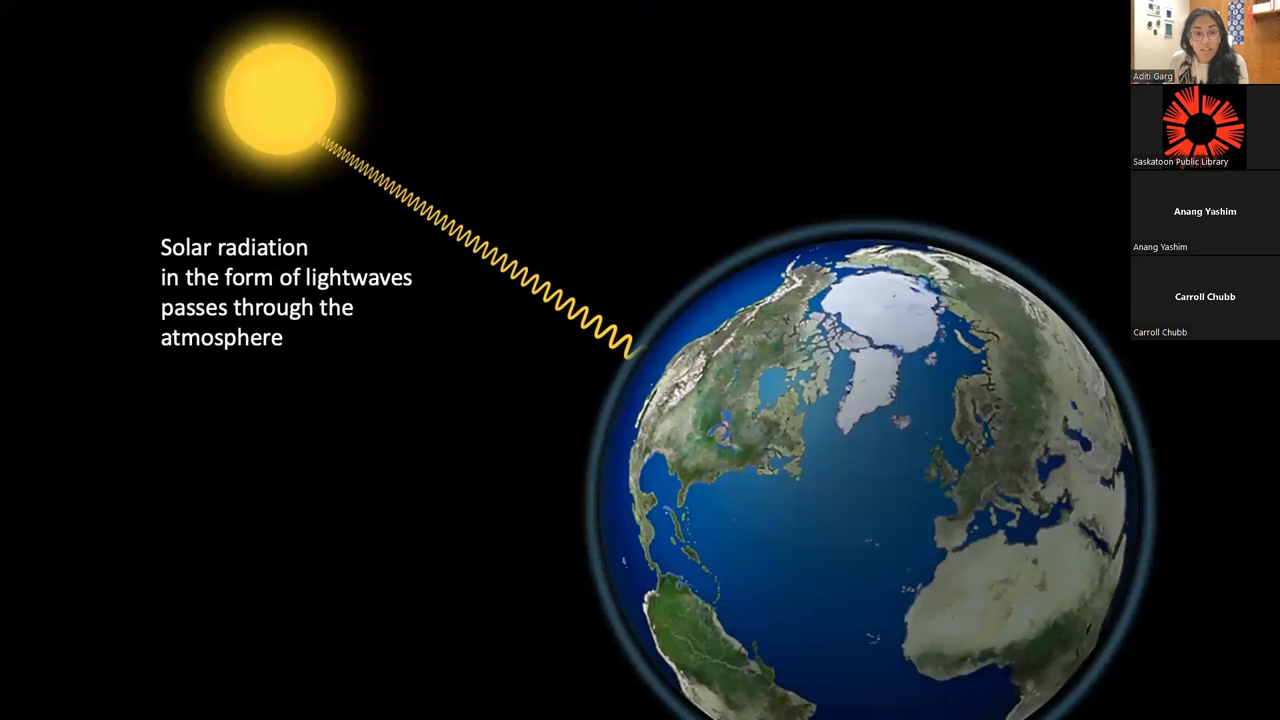 Solar radiation
in the form of lightwaves
passes through the
atmosphere
Aditi Garg
Saskatoon Public Library
Anang Yashim
Anang Yashim
Carroll Chubb
Carroll Chubb